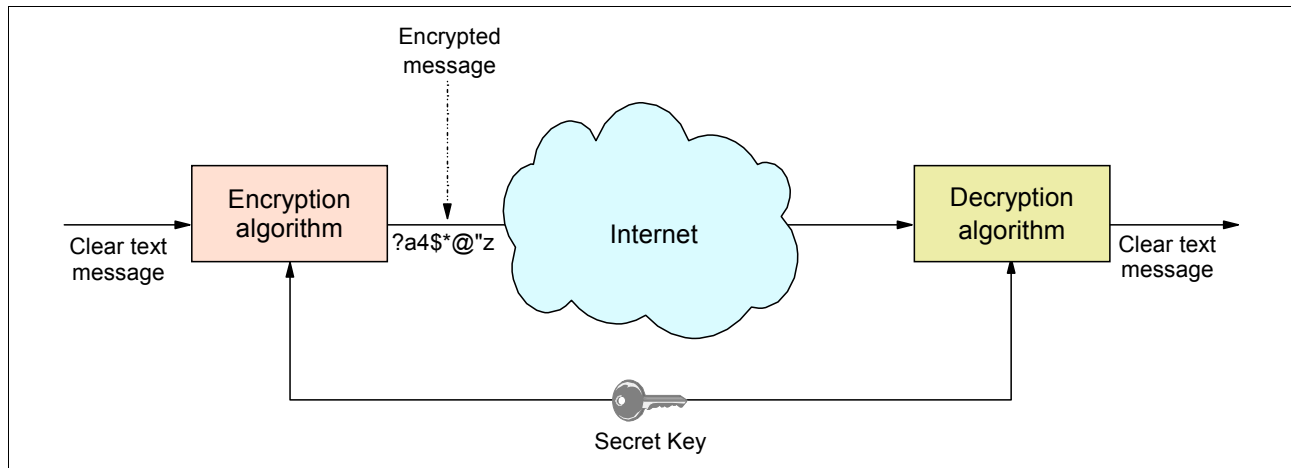 Encrypted
message
Encryption
algorithm
Clear text
message
?a4$*@"z
Internet
Decryption
algorithm
Clear text
message
Secret Key